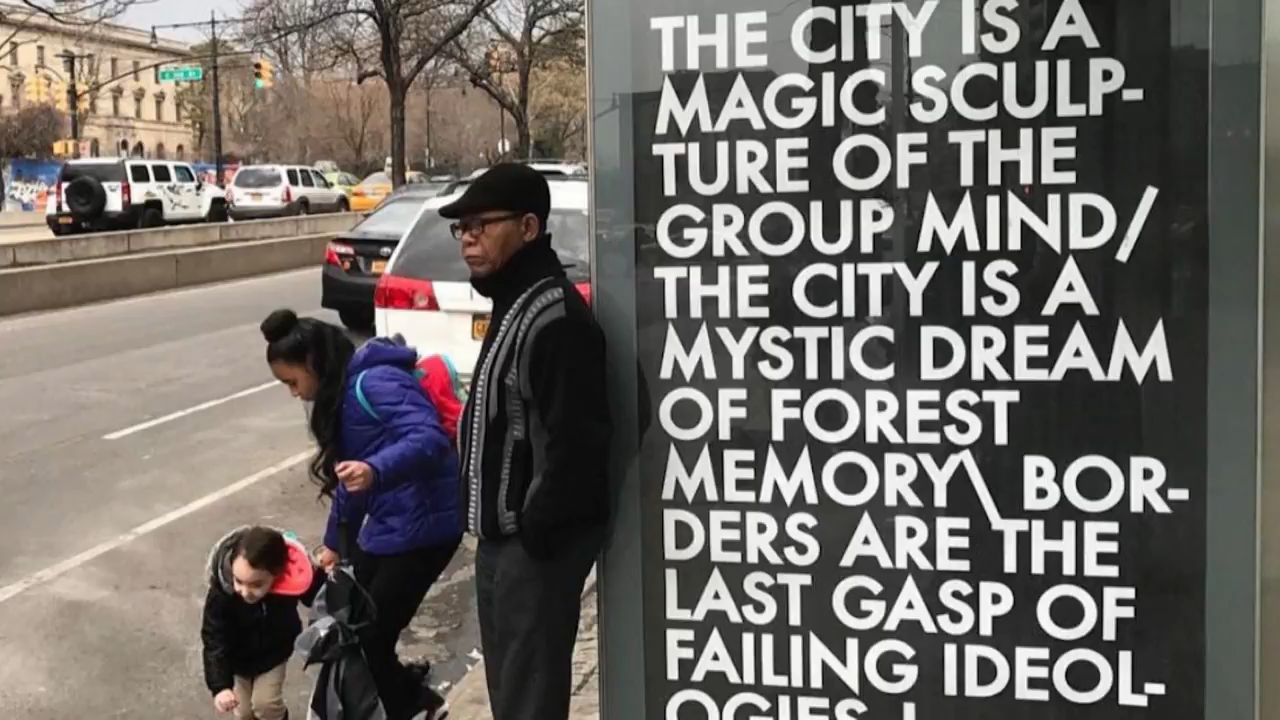 THE CITY IS A
MAGIC SCULP-
TURE OF THE
GROUP MIND/
THE CITY IS A
MYSTIC DREAM
OF FOREST
MEMORY\ BOR-
DERS ARE THE
LAST GASP OF
FAILING IDEOL-
OGIES